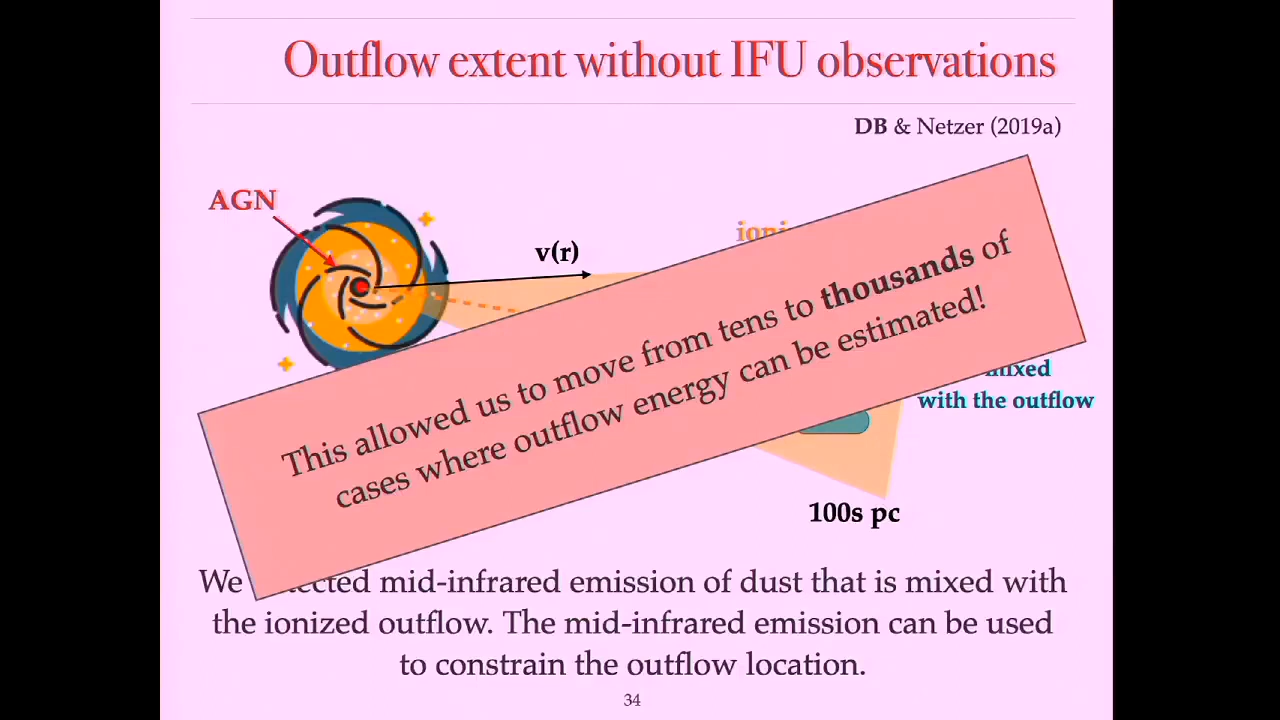 Outflow extent without IFU observations
DB & Netzer (2019a)
AGN
v(r)
This allowed us to move from tens to thousands of
cases where outflow energy can be estimated!
mixed
with the outflow
100s pc
We mid-infrared emission of dust that is mixed with
the ionized outflow. The mid-infrared emission can be used
to constrain the outflow location.
34